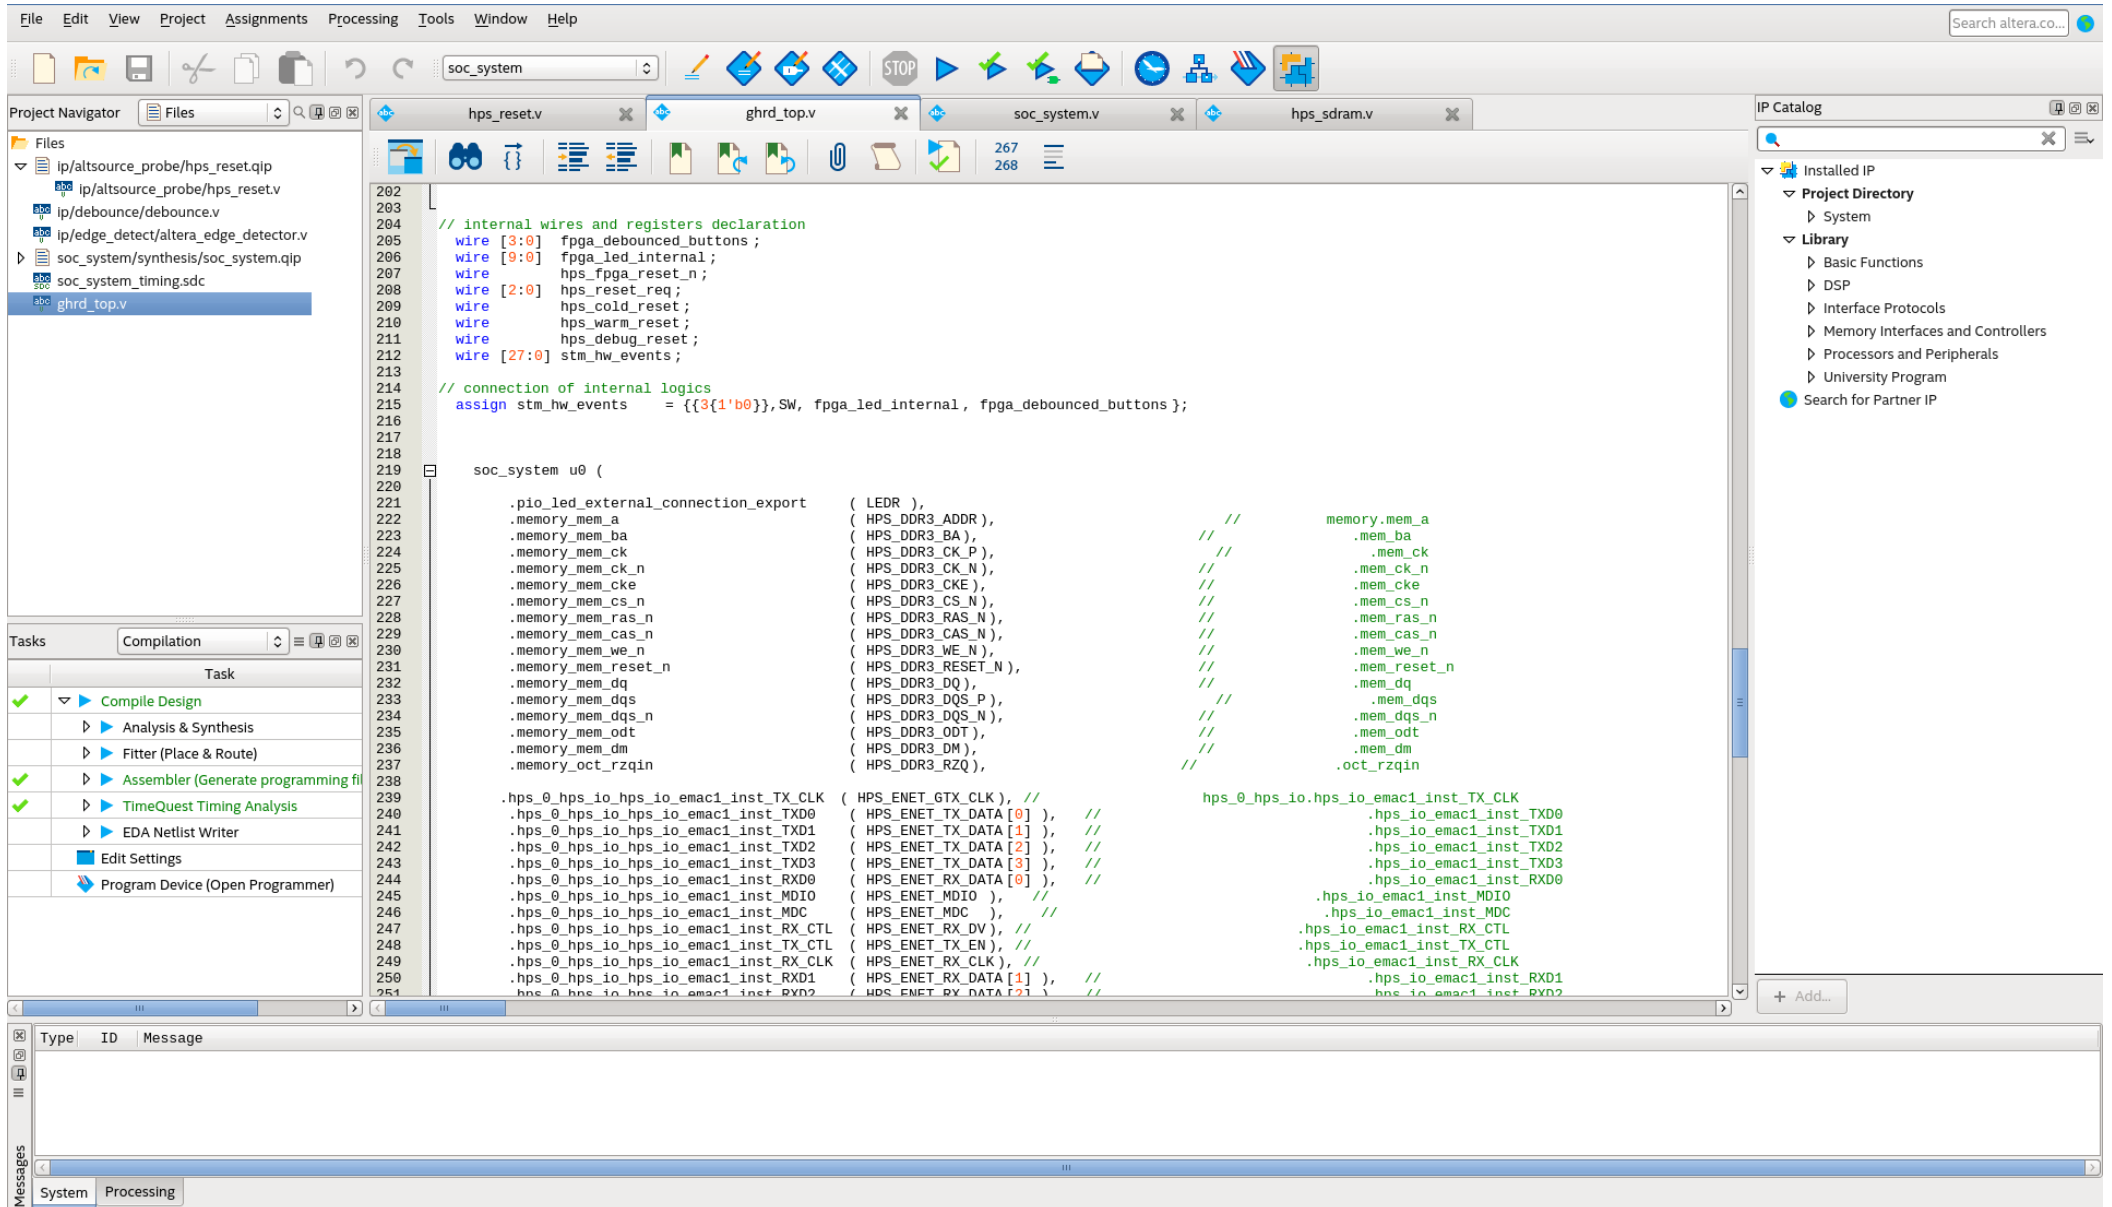 File Edit View Project Assignments Processing Tools Window Help
Search altera.co...
soc_system
STOP
Project Navigator Files
Files
ip/altsource_probe/hps_reset.qip
ip/altsource_probe/hps_reset.v
ip/debounce/debounce.v
ip/edge_detect/altera_edge_detector.v
soc_system/synthesis/soc_system.qip
soc_system_timing.sdc
ghrd_top.v
Tasks Compilation
Task
Compile Design
Analysis & Synthesis
Fitter (Place & Route)
Assembler (Generate programming fil
TimeQuest Timing Analysis
EDA Netlist Writer
Edit Settings
Program Device (Open Programmer)
hps_reset.v ghrd_top.v soc_system.v hps_sdram.v
267
268
202
203
204 // internal wires and registers declaration
205 wire [3:0] fpga_debounced_buttons;
206 wire [9:0] fpga_led_internal;
207 wire hps_fpga_reset_n;
208 wire [2:0] hps_reset_req;
209 wire hps_cold_reset;
210 wire hps_warm_reset;
211 wire hps_debug_reset;
212 wire [27:0] stm_hw_events;
213
214 // connection of internal logics
215 assign stm_hw_events = {{3{1'b0}},SW, fpga_led_internal, fpga_debounced_buttons};
216
217
218
219 soc_system u0 (
220
221 .pio_led_external_connection_export ( LEDR ),
222 .memory_mem_a ( HPS_DDR3_ADDR), // memory.mem_a
223 .memory_mem_ba ( HPS_DDR3_BA), // .mem_ba
224 .memory_mem_ck ( HPS_DDR3_CK_P), // .mem_ck
225 .memory_mem_ck_n ( HPS_DDR3_CK_N), // .mem_ck_n
226 .memory_mem_cke ( HPS_DDR3_CKE), // .mem_cke
227 .memory_mem_cs_n ( HPS_DDR3_CS_N), // .mem_cs_n
228 .memory_mem_ras_n ( HPS_DDR3_RAS_N), // .mem_ras_n
229 .memory_mem_cas_n ( HPS_DDR3_CAS_N), // .mem_cas_n
230 .memory_mem_we_n ( HPS_DDR3_WE_N), // .mem_we_n
231 .memory_mem_reset_n ( HPS_DDR3_RESET_N), // .mem_reset_n
232 .memory_mem_dq ( HPS_DDR3_DQ), // .mem_dq
233 .memory_mem_dqs ( HPS_DDR3_DQS_P), // .mem_dqs
234 .memory_mem_dqs_n ( HPS_DDR3_DQS_N), // .mem_dqs_n
235 .memory_mem_odt ( HPS_DDR3_ODT), // .mem_odt
236 .memory_mem_dm ( HPS_DDR3_DM), // .mem_dm
237 .memory_oct_rzqin ( HPS_DDR3_RZQ), // .oct_rzqin
238
239 .hps_0_hps_io_hps_io_emac1_inst_TX_CLK ( HPS_ENET_GTX_CLK), // hps_0_hps_io.hps_io_emac1_inst_TX_CLK
240 .hps_0_hps_io_hps_io_emac1_inst_TXD0 ( HPS_ENET_TX_DATA[0] ), // .hps_io_emac1_inst_TXD0
241 .hps_0_hps_io_hps_io_emac1_inst_TXD1 ( HPS_ENET_TX_DATA[1] ), // .hps_io_emac1_inst_TXD1
242 .hps_0_hps_io_hps_io_emac1_inst_TXD2 ( HPS_ENET_TX_DATA[2] ), // .hps_io_emac1_inst_TXD2
243 .hps_0_hps_io_hps_io_emac1_inst_TXD3 ( HPS_ENET_TX_DATA[3] ), // .hps_io_emac1_inst_TXD3
244 .hps_0_hps_io_hps_io_emac1_inst_RXD0 ( HPS_ENET_RX_DATA[0] ), // .hps_io_emac1_inst_RXD0
245 .hps_0_hps_io_hps_io_emac1_inst_MDIO ( HPS_ENET_MDIO ), // .hps_io_emac1_inst_MDIO
246 .hps_0_hps_io_hps_io_emac1_inst_MDC ( HPS_ENET_MDC ), // .hps_io_emac1_inst_MDC
247 .hps_0_hps_io_hps_io_emac1_inst_RX_CTL ( HPS_ENET_RX_DV), // .hps_io_emac1_inst_RX_CTL
248 .hps_0_hps_io_hps_io_emac1_inst_TX_CTL ( HPS_ENET_TX_EN), // .hps_io_emac1_inst_TX_CTL
249 .hps_0_hps_io_hps_io_emac1_inst_RX_CLK ( HPS_ENET_RX_CLK), // .hps_io_emac1_inst_RX_CLK
250 .hps_0_hps_io_hps_io_emac1_inst_RXD1 ( HPS_ENET_RX_DATA[1] ), // .hps_io_emac1_inst_RXD1
251 .hps_0_hps_io_hps_io_emac1_inst_RXD2 ( HPS_ENET_RX_DATA[2] ), // .hps_io_emac1_inst_RXD2
IP Catalog
Installed IP
Project Directory
System
Library
Basic Functions
DSP
Interface Protocols
Memory Interfaces and Controllers
Processors and Peripherals
University Program
Search for Partner IP
+ Add...
Messages
Type ID Message
System Processing